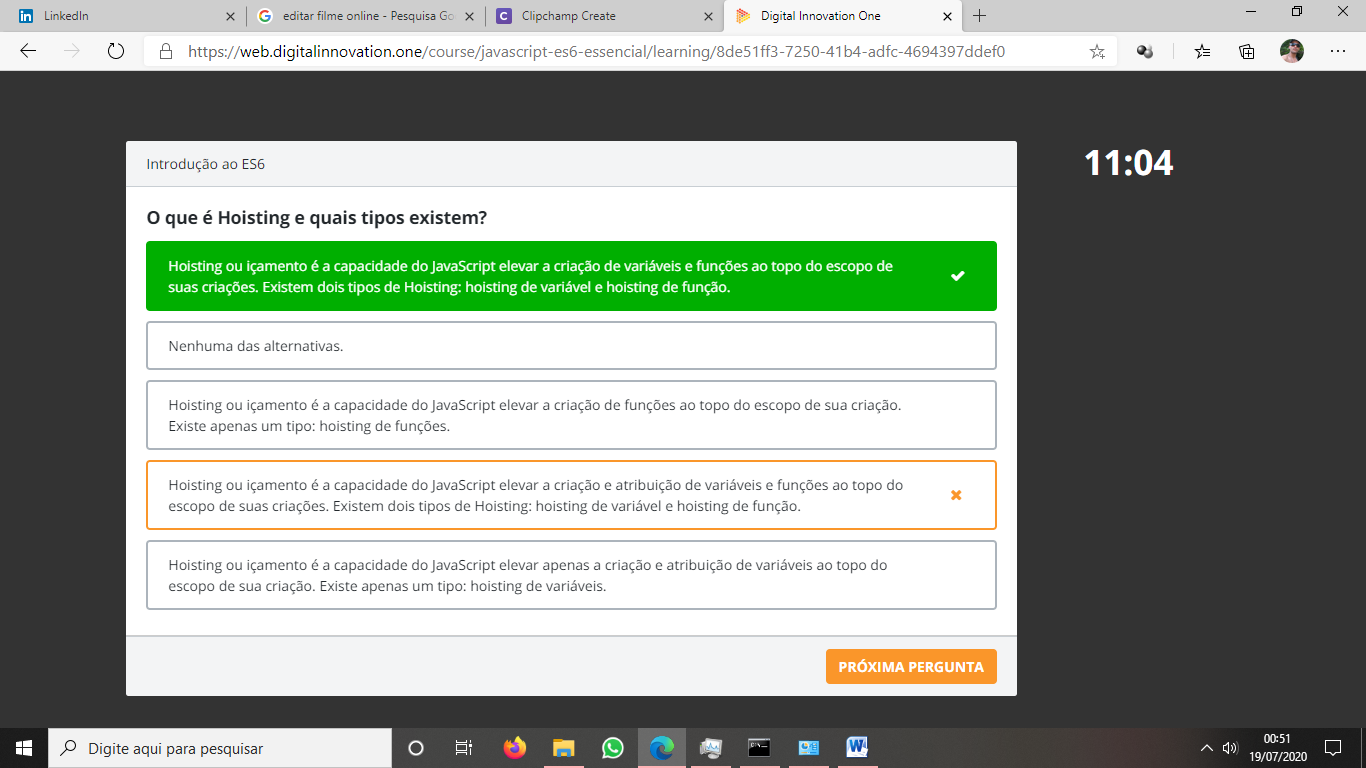 LinkedIn
editar filme online - Pesquisa Go
Clipchamp Create
Digital Innovation One
https://web.digitalinnovation.one/course/javascript-es6-essencial/learning/8de51ff3-7250-41b4-adfc-4694397ddef0
Introdução ao ES6
11:04
O que é Hoisting e quais tipos existem?
Hoisting ou içamento é a capacidade do JavaScript elevar a criação de variáveis e funções ao topo do escopo de
suas criações. Existem dois tipos de Hoisting: hoisting de variável e hoisting de função.
Nenhuma das alternativas.
Hoisting ou içamento é a capacidade do JavaScript elevar a criação de funções ao topo do escopo de sua criação.
Existe apenas um tipo: hoisting de funções.
Hoisting ou içamento é a capacidade do JavaScript elevar a criação e atribuição de variáveis e funções ao topo do
escopo de suas criações. Existem dois tipos de Hoisting: hoisting de variável e hoisting de função.
Hoisting ou içamento é a capacidade do JavaScript elevar apenas a criação e atribuição de variáveis ao topo do
escopo de sua criação. Existe apenas um tipo: hoisting de variáveis.
PRÓXIMA PERGUNTA
Digite aqui para pesquisar
00:51
19/07/2020